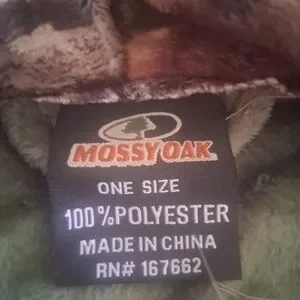 MOSSY OAK
ONE SIZE
100%POLYESTER
MADE IN CHINA
RN# 167662